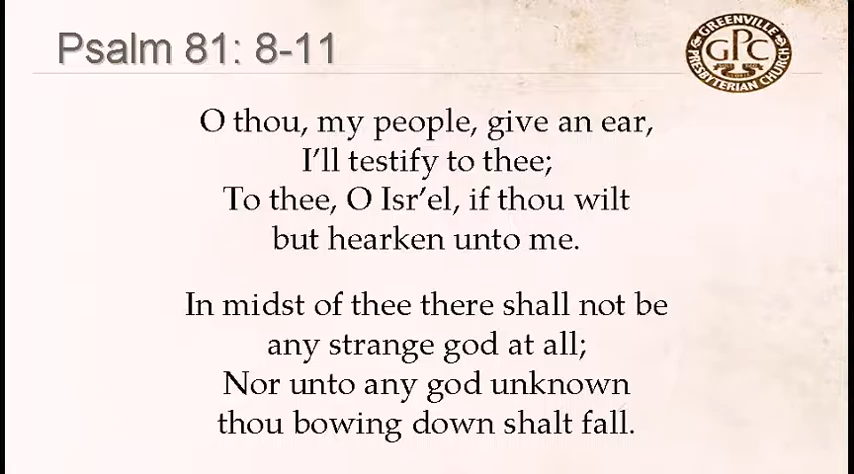 Psalm 81: 8-11
GREENVILLE
GPC
PRESBYTERIAN CHURCH
O thou, my people, give an ear,
I'll testify to thee;
To thee, O Isr'el, if thou wilt
but hearken unto me.
In midst of thee there shall not be
any strange god at all;
Nor unto any god unknown
thou bowing down shalt fall.